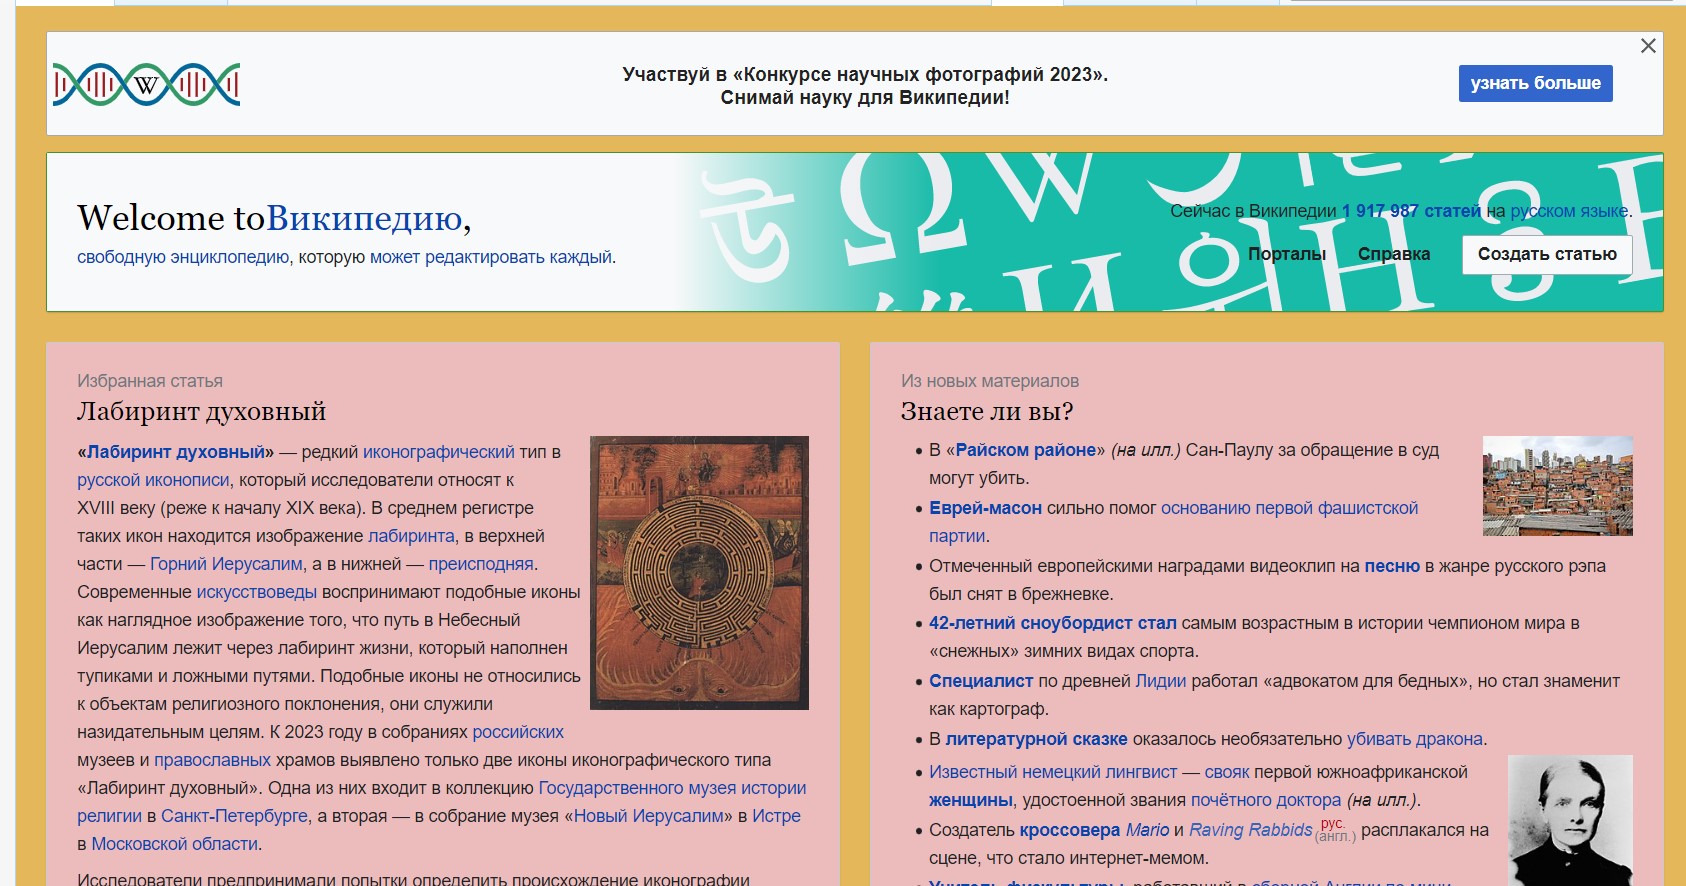 W
Участвуй в «Конкурсе научных фотографий 2023».
Снимай науку для Википедии!
узнать больше
Welcome toВикипедию,
свободную энциклопедию, которую может редактировать каждый.
Сейчас в Википедии 1 917 987 статей на русском языке.
Порталы Справка Создать статью
Избранная статья
Лабиринт духовный
«Лабиринт духовный» — редкий иконографический тип в
русской иконописи, который исследователи относят к
XVIII веку (реже к началу XIX века). В среднем регистре
таких икон находится изображение лабиринта, в верхней
части — Горний Иерусалим, а в нижней — преисподняя.
Современные искусствоведы воспринимают подобные иконы
как наглядное изображение того, что путь в Небесный
Иерусалим лежит через лабиринт жизни, который наполнен
тупиками и ложными путями. Подобные иконы не относились
к объектам религиозного поклонения, они служили
назидательным целям. К 2023 году в собраниях российских
музеев и православных храмов выявлено только две иконы иконографического типа
«Лабиринт духовный». Одна из них входит в коллекцию Государственного музея истории
религии в Санкт-Петербурге, а вторая — в собрание музея «Новый Иерусалим» в Истре
в Московской области.
Исследователи предпринимали попытки определить происхождение иконографии
Из новых материалов
Знаете ли вы?
В «Райском районе» (на илл.) Сан-Паулу за обращение в суд
могут убить.
Еврей-масон сильно помог основанию первой фашистской
партии.
Отмеченный европейскими наградами видеоклип на песню в жанре русского рэпа
был снят в брежневке.
42-летний сноубордист стал самым возрастным в истории чемпионом мира в
«снежных» зимних видах спорта.
Специалист по древней Лидии работал «адвокатом для бедных», но стал знаменит
как картограф.
В литературной сказке оказалось необязательно убивать дракона.
Известный немецкий лингвист — свояк первой южноафриканской
женщины, удостоенной звания почётного доктора (на илл.).
Создатель кроссовера Mario и Raving Rabbids рус. (англ.) расплакался на
сцене, что стало интернет-мемом.
Учитель физкультуры, работавший в сборной Англии по мини-